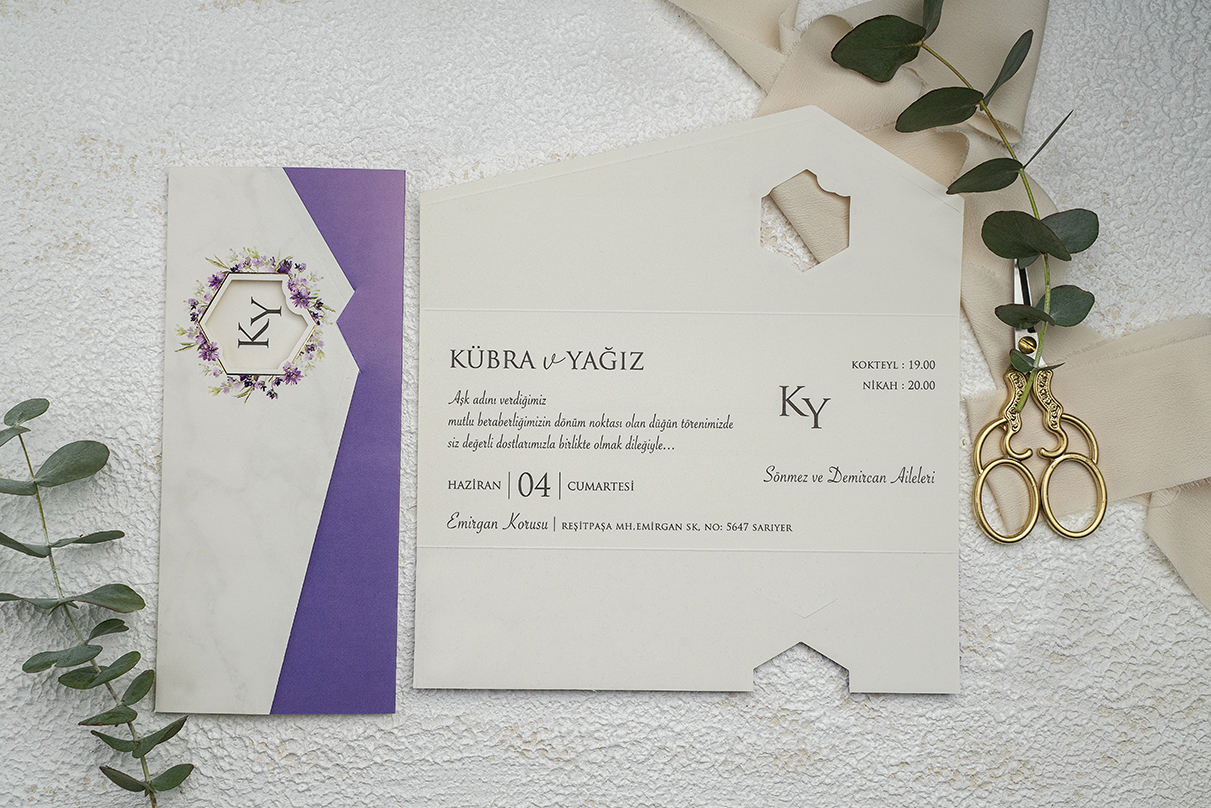 KY
KÜBRA v YAĞIZ
Aşk adını verdiğimiz
mutlu beraberliğimizin dönüm noktası olan düğün törenimizde
siz değerli dostlarımızla birlikte olmak dileğiyle...
HAZİRAN | 04 | CUMARTESİ
Emirgan Korusu | REŞİTPAŞA MH,EMİRGAN SK, NO: 5647 SARIYER
KOKTEYL : 19.00
NİKAH : 20.00
KY
Sönmez ve Demircan Aileleri